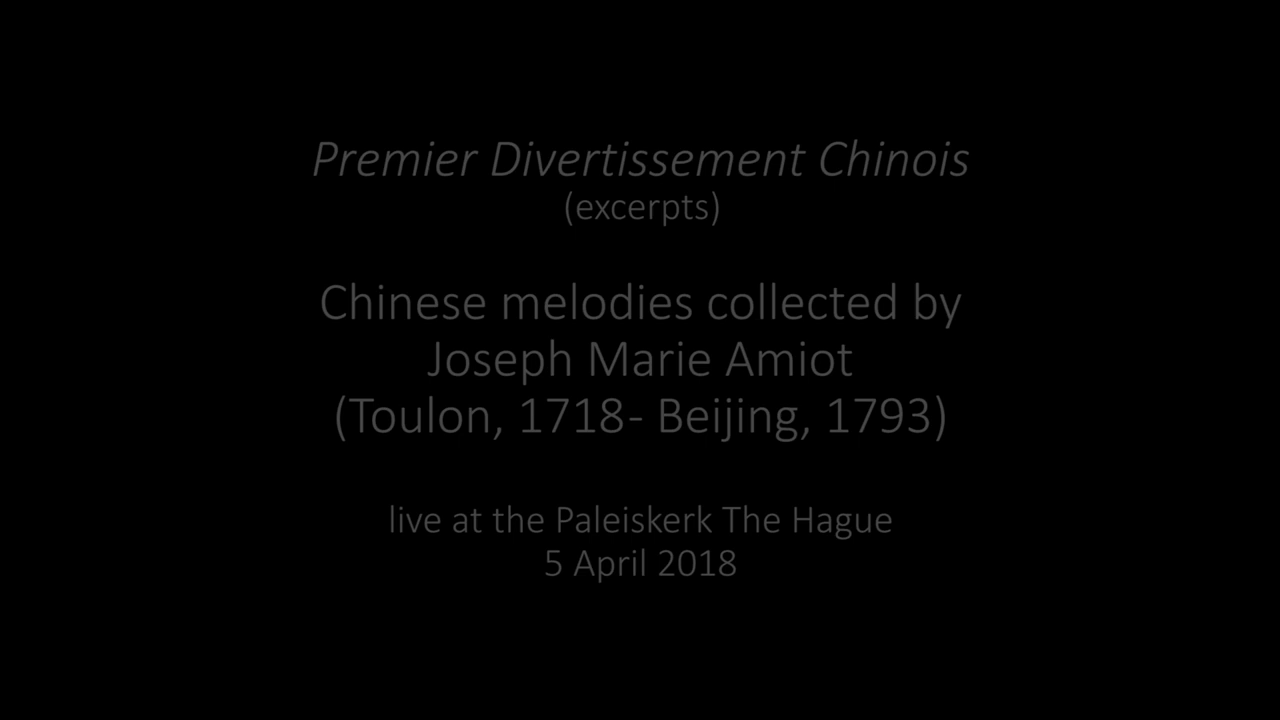 Premier Divertissement Chinois
(excerpts)
Chinese melodies collected by
Joseph Marie Amiot
(Toulon, 1718- Beijing, 1793)
live at the Paleiskerk The Hague
5 April 2018